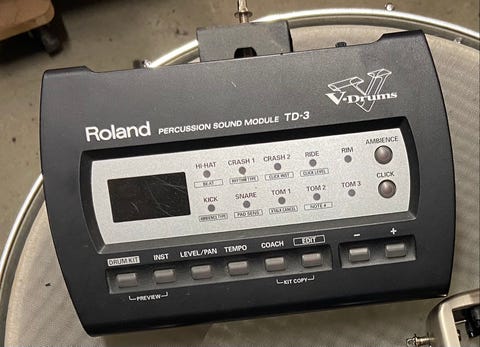 V-Drums
Roland PERCUSSION SOUND MODULE TD-3
HI-HAT CRASH 1 CRASH 2 RIDE RIM AMBIENCE
BEAT RHYTHM TYPE CLICK INST CLICK LEVEL
KICK SNARE TOM 1 TOM 2 TOM 3 CLICK
AMBIENCE TYPE PAD SENS XTALK CANCEL NOTE #
DRUM KIT INST LEVEL/PAN TEMPO COACH EDIT - +
PREVIEW KIT COPY